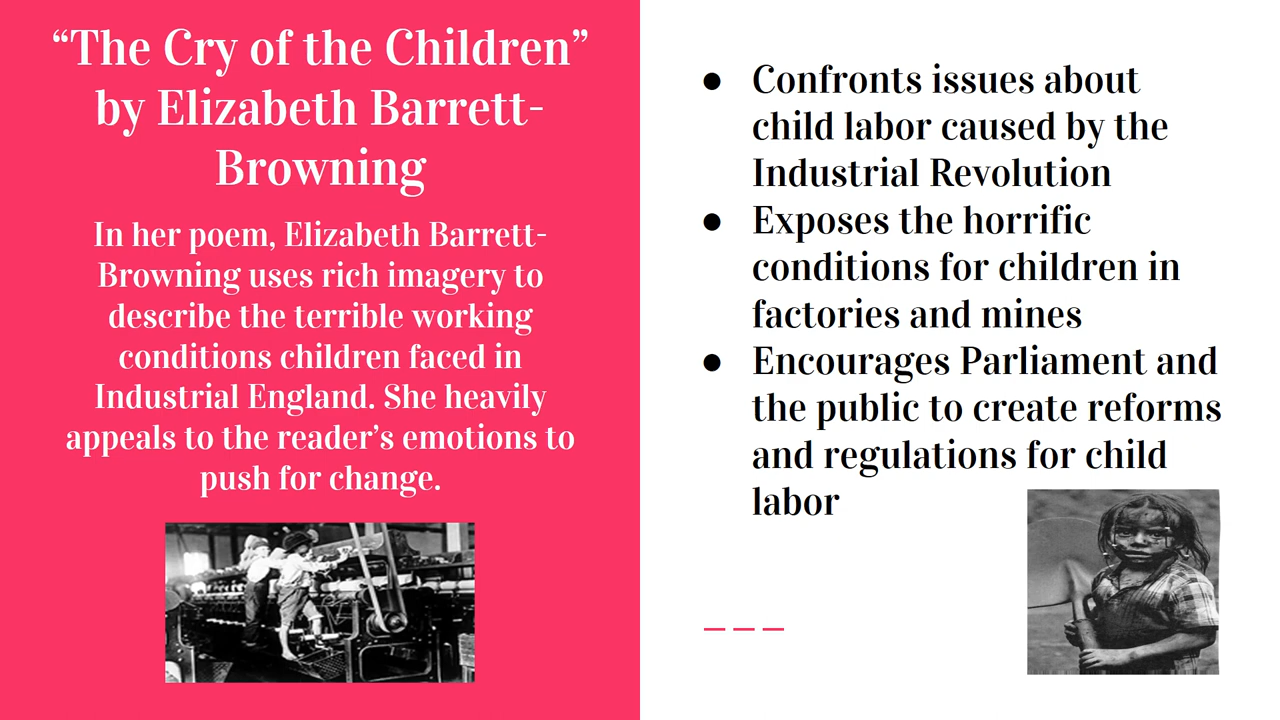 “The Cry of the Children”
by Elizabeth Barrett-
Browning
In her poem, Elizabeth Barrett-
Browning uses rich imagery to
describe the terrible working
conditions children faced in
Industrial England. She heavily
appeals to the reader’s emotions to
push for change.
● Confronts issues about
child labor caused by the
Industrial Revolution
● Exposes the horrific
conditions for children in
factories and mines
● Encourages Parliament and
the public to create reforms
and regulations for child
labor